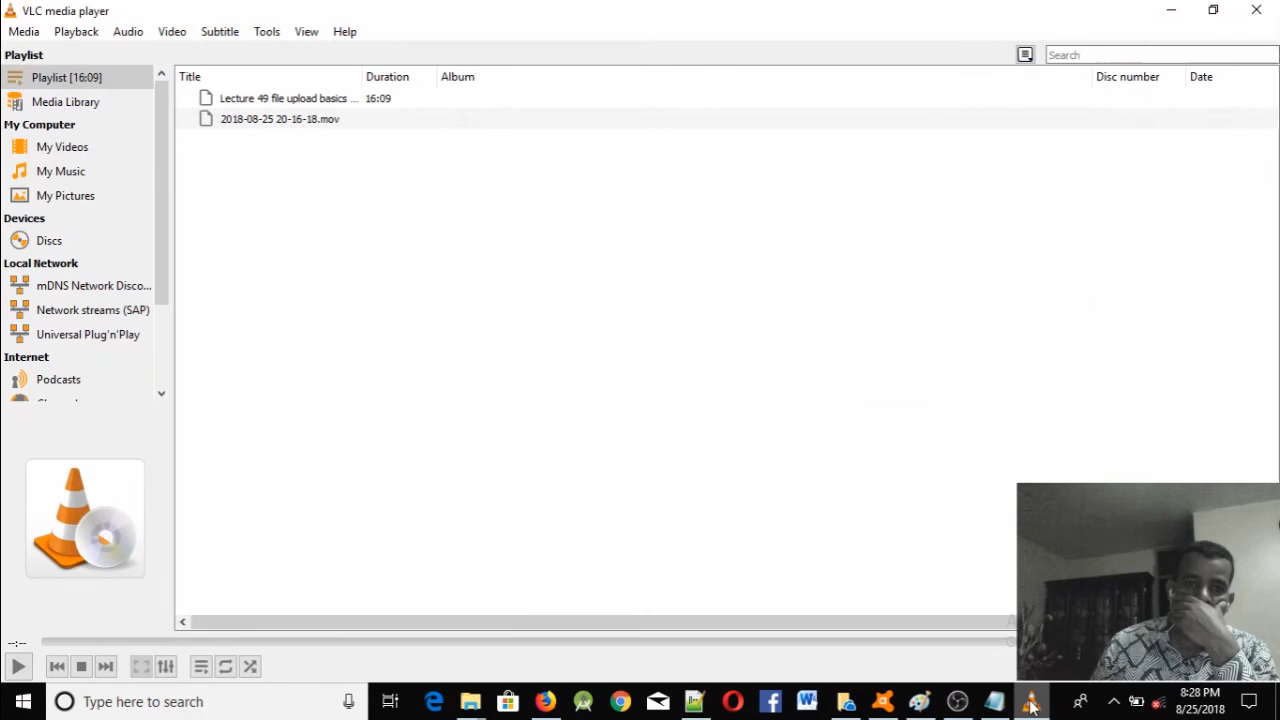 VLC media player
Media Playback Audio Video Subtitle Tools View Help
Playlist
Search
Playlist [16:09]
Title Duration Album Disc number Date
Lecture 49 file upload basics ... 16:09
Media Library
2018-08-25 20-16-18.mov
My Computer
My Videos
My Music
My Pictures
Devices
Discs
Local Network
mDNS Network Disco...
Network streams (SAP)
Universal Plug'n'Play
Internet
Podcasts
--:--
Type here to search
8:28 PM
8/25/2018